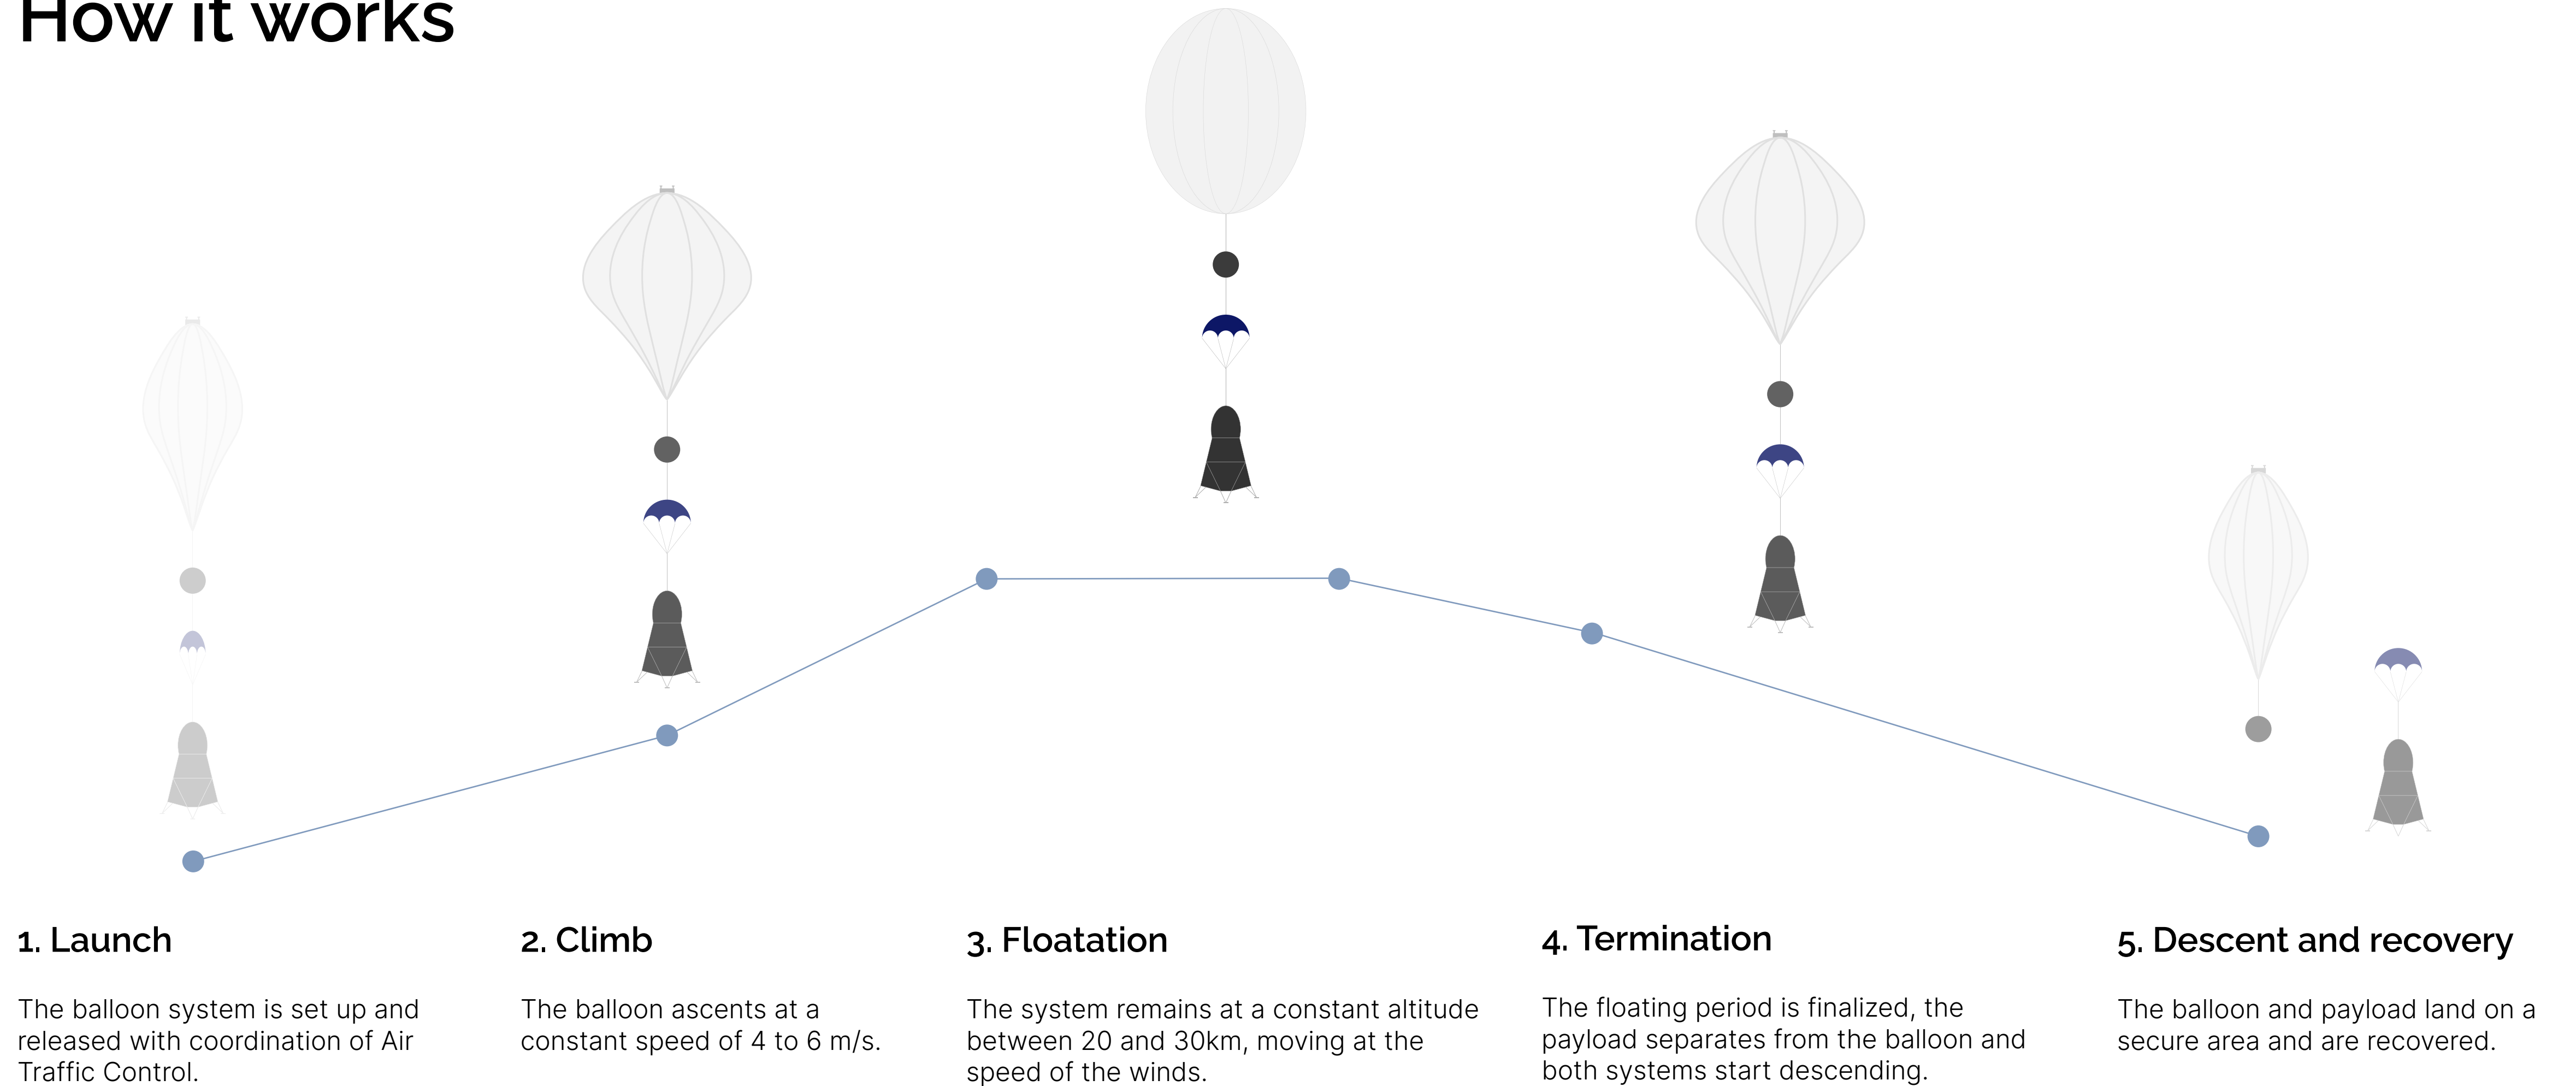 How it works
1. Launch
The balloon system is set up and
released with coordination of Air
Traffic Control.
2. Climb
The balloon ascents at a
constant speed of 4 to 6 m/s.
3. Floatation
The system remains at a constant altitude
between 20 and 30km, moving at the
speed of the winds.
4. Termination
The floating period is finalized, the
payload separates from the balloon and
both systems start descending.
5. Descent and recovery
The balloon and payload land on a
secure area and are recovered.